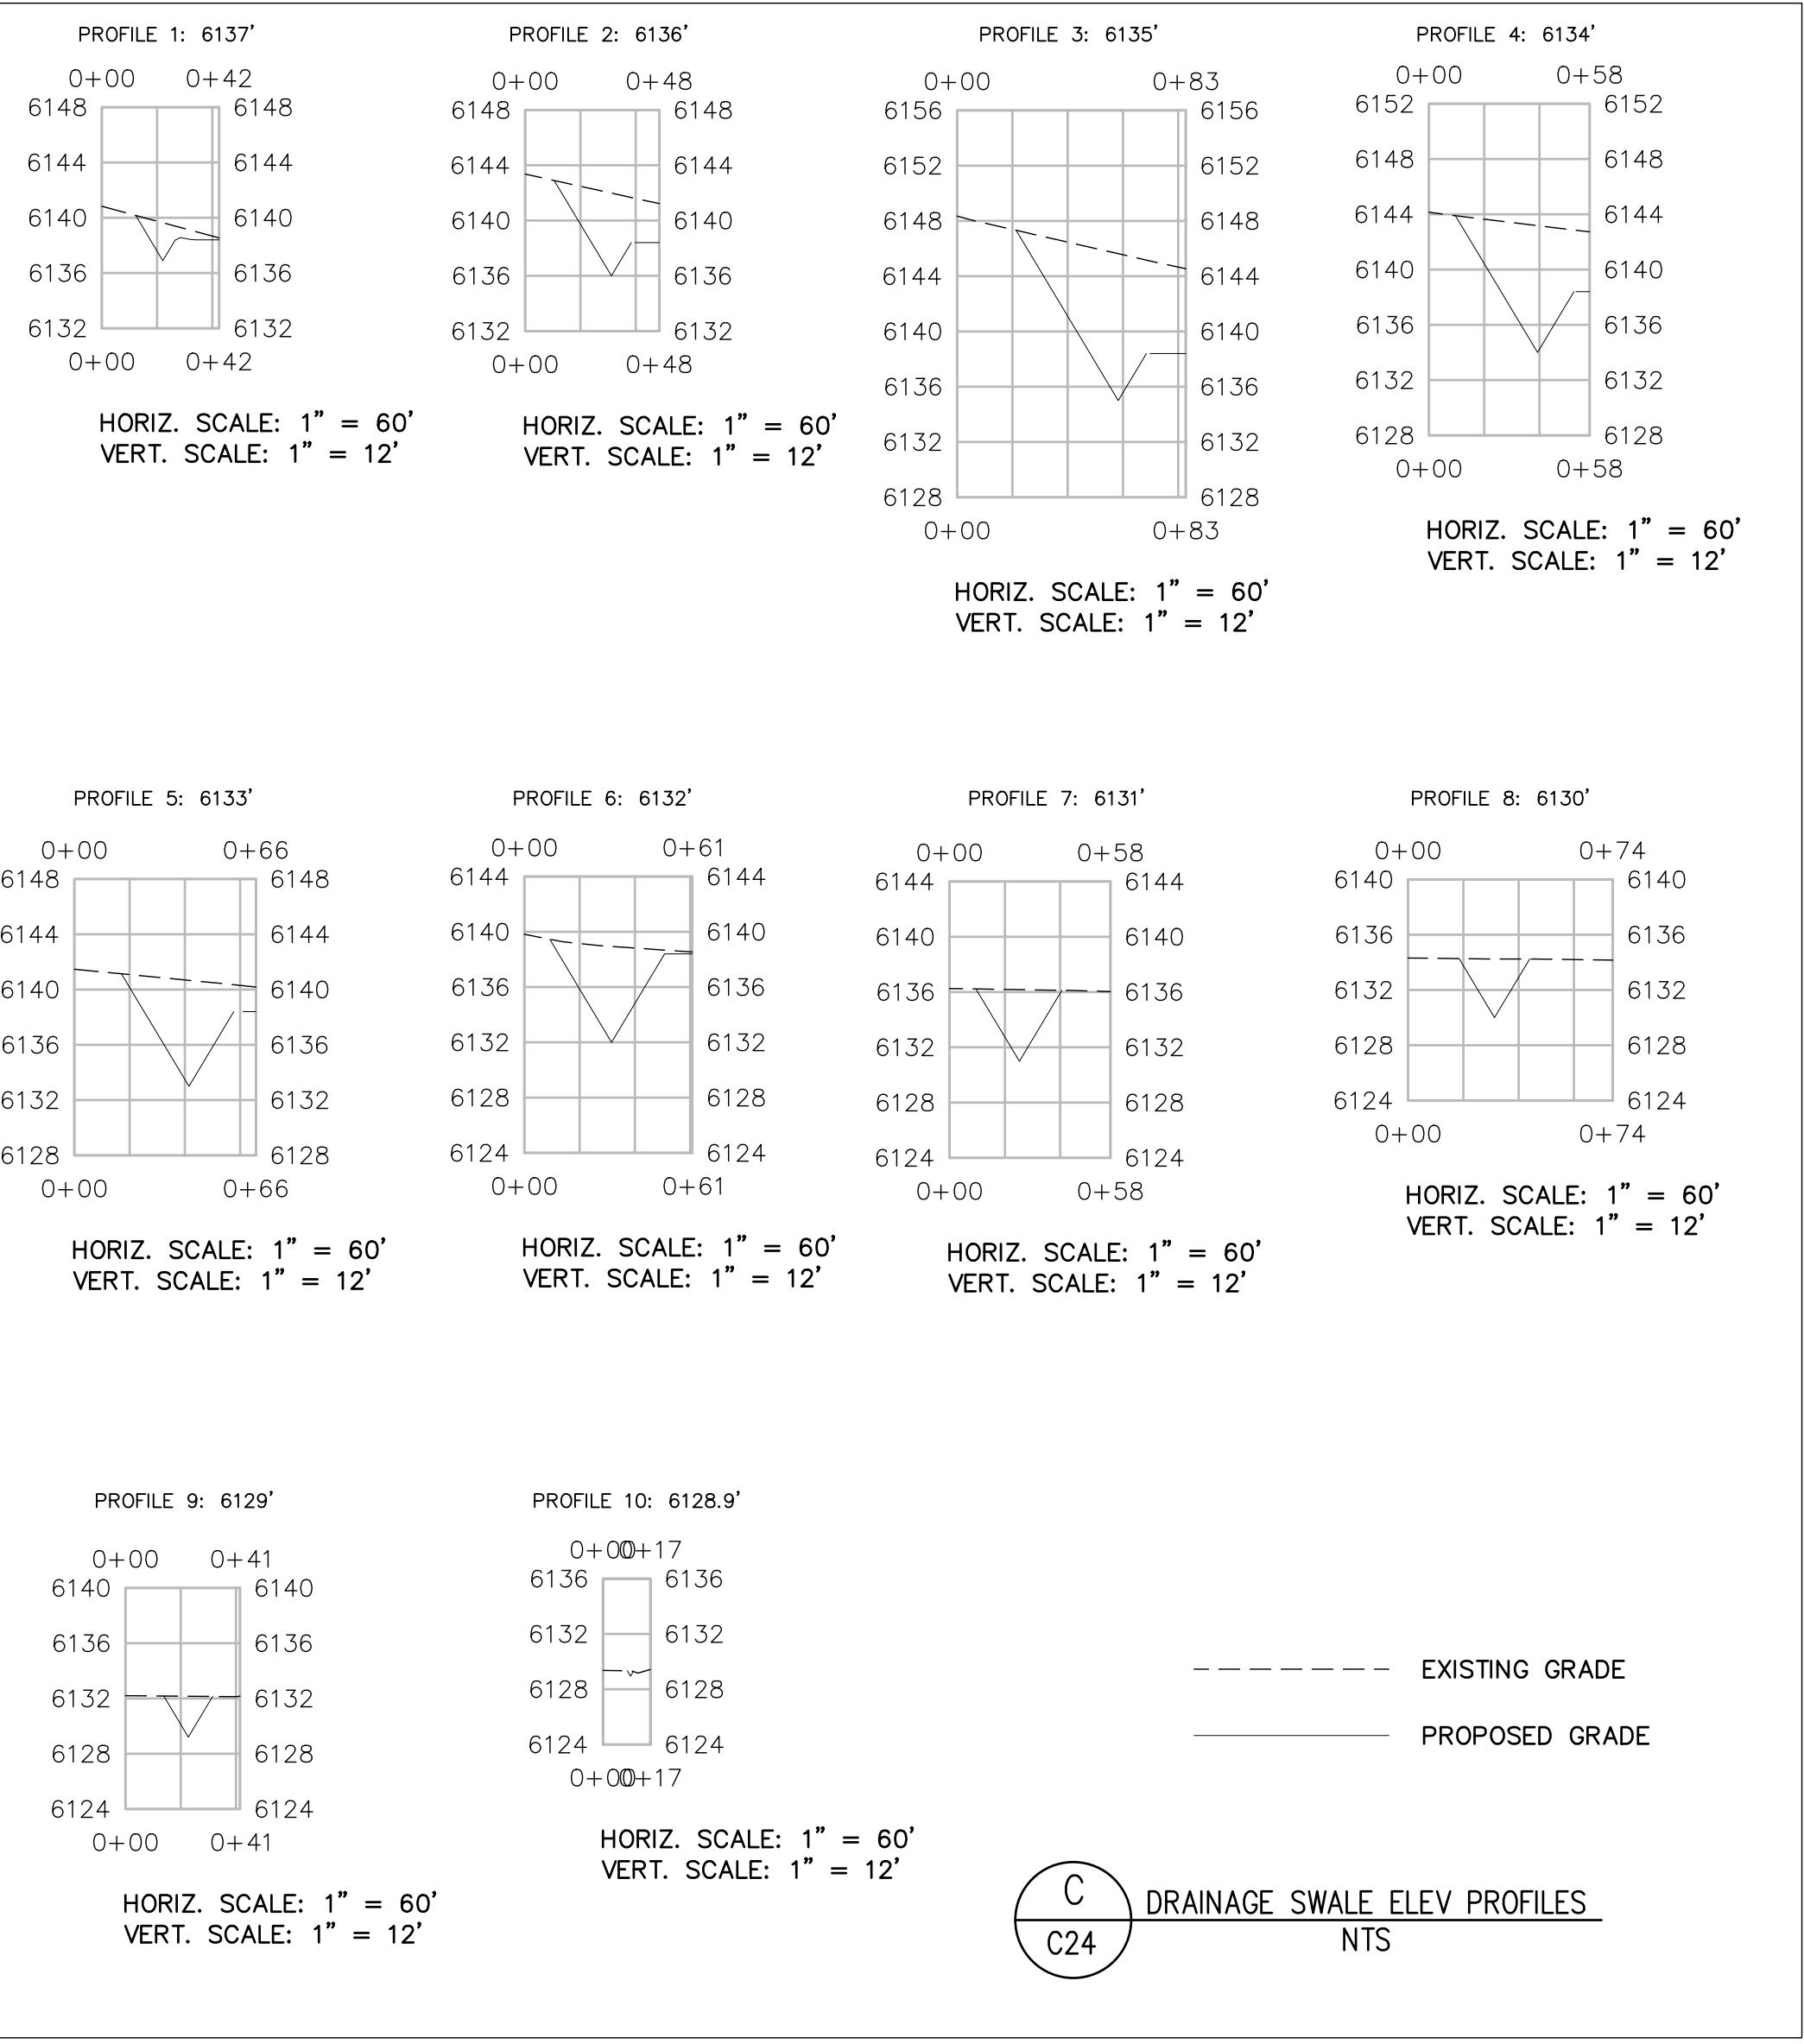 PROFILE 1: 6137'
0+00 0+42
6148 6148
6144 6144
6140 6140
6136 6136
6132 6132
0+00 0+42
HORIZ. SCALE: 1" = 60'
VERT. SCALE: 1" = 12'
PROFILE 2: 6136'
0+00 0+48
6148 6148
6144 6144
6140 6140
6136 6136
6132 6132
0+00 0+48
HORIZ. SCALE: 1" = 60'
VERT. SCALE: 1" = 12'
PROFILE 3: 6135'
0+00 0+83
6156 6156
6152 6152
6148 6148
6144 6144
6140 6140
6136 6136
6132 6132
6128 6128
0+00 0+83
HORIZ. SCALE: 1" = 60'
VERT. SCALE: 1" = 12'
PROFILE 4: 6134'
0+00 0+58
6152 6152
6148 6148
6144 6144
6140 6140
6136 6136
6132 6132
6128 6128
0+00 0+58
HORIZ. SCALE: 1" = 60'
VERT. SCALE: 1" = 12'
PROFILE 5: 6133'
0+00 0+66
6148 6148
6144 6144
6140 6140
6136 6136
6132 6132
6128 6128
0+00 0+66
HORIZ. SCALE: 1" = 60'
VERT. SCALE: 1" = 12'
PROFILE 6: 6132'
0+00 0+61
6144 6144
6140 6140
6136 6136
6132 6132
6128 6128
6124 6124
0+00 0+61
HORIZ. SCALE: 1" = 60'
VERT. SCALE: 1" = 12'
PROFILE 7: 6131'
0+00 0+58
6144 6144
6140 6140
6136 6136
6132 6132
6128 6128
6124 6124
0+00 0+58
HORIZ. SCALE: 1" = 60'
VERT. SCALE: 1" = 12'
PROFILE 8: 6130'
0+00 0+74
6140 6140
6136 6136
6132 6132
6128 6128
6124 6124
0+00 0+74
HORIZ. SCALE: 1" = 60'
VERT. SCALE: 1" = 12'
PROFILE 9: 6129'
0+00 0+41
6140 6140
6136 6136
6132 6132
6128 6128
6124 6124
0+00 0+41
HORIZ. SCALE: 1" = 60'
VERT. SCALE: 1" = 12'
PROFILE 10: 6128.9'
0+00 0+17
6136 6136
6132 6132
6128 6128
6124 6124
0+00 0+17
HORIZ. SCALE: 1" = 60'
VERT. SCALE: 1" = 12'
EXISTING GRADE
PROPOSED GRADE
C
C24
DRAINAGE SWALE ELEV PROFILES
NTS